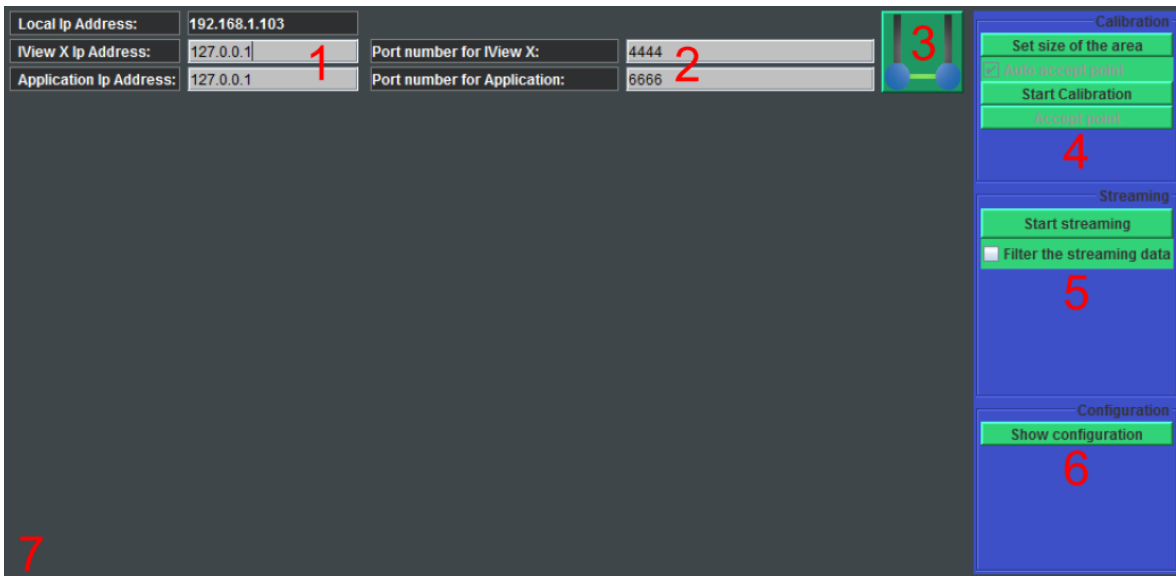 Local Ip Address: 192.168.1.103
IView X Ip Address: 127.0.0.1 1 Port number for IView X: 4444 2
Application Ip Address: 127.0.0.1 Port number for Application: 6666
3
Calibration
Set size of the area
Auto accept point
Start Calibration
Accept point
4
Streaming
Start streaming
Filter the streaming data
5
Configuration
Show configuration
6
7